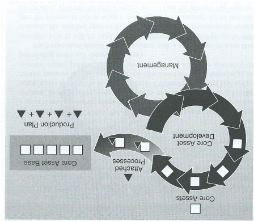 Core Assets
Attached
Processes
Core Asset Base
Core Asset
Development
Production Plan
Management